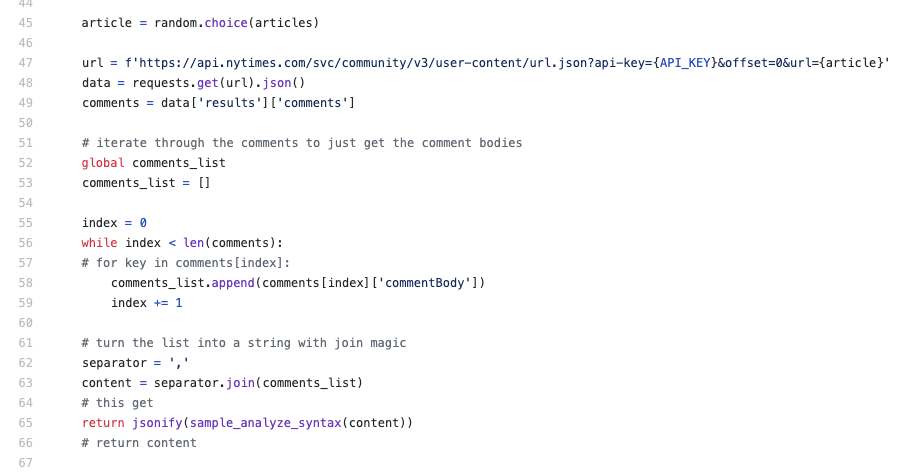 44
45 article = random.choice(articles)
46
47 url = f'https://api.nytimes.com/svc/community/v3/user-content/url.json?api-key={API_KEY}&offset=0&url={article}'
48 data = requests.get(url).json()
49 comments = data['results']['comments']
50
51 # iterate through the comments to just get the comment bodies
52 global comments_list
53 comments_list = []
54
55 index = 0
56 while index < len(comments):
57 # for key in comments[index]:
58     comments_list.append(comments[index]['commentBody'])
59     index += 1
60
61 # turn the list into a string with join magic
62 separator = ','
63 content = separator.join(comments_list)
64 # this get
65 return jsonify(sample_analyze_syntax(content))
66 # return content
67